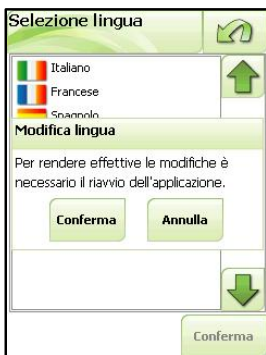 Selezione lingua
Italiano
Francese
Spagnolo
Modifica lingua
Per rendere effettive le modifiche è
necessario il riavvio dell'applicazione.
Conferma Annulla
Conferma